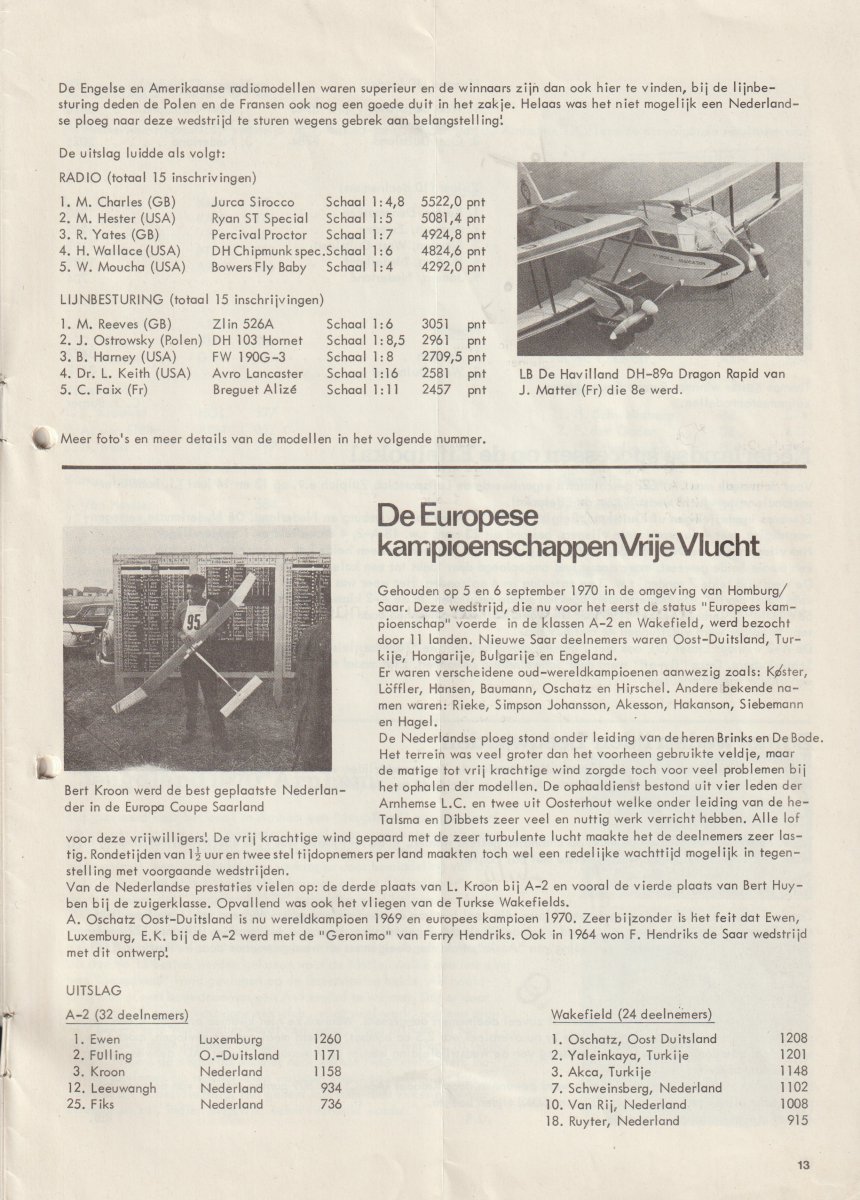 De Engelse en Amerikaanse radiomodellen waren superieur en de winnaars zijn dan ook hier te vinden, bij de lijnbe-
sturing deden de Polen en de Fransen ook nog een goede duit in het zakje. Helaas was het niet mogelijk een Nederland-
se ploeg naar deze wedstrijd te sturen wegens gebrek aan belangstelling!
De uitslag luidde als volgt:
RADIO (totaal 15 inschrivingen)
1. M. Charles (GB) Jurca Sirocco Schaal 1:4,8 5522,0 pnt
2. M. Hester (USA) Ryan ST Special Schaal 1:5 5081,4 pnt
3. R. Yates (GB) Percival Proctor Schaal 1:7 4924,8 pnt
4. H. Wallace (USA) DH Chipmunk spec. Schaal 1:6 4824,6 pnt
5. W. Moucha (USA) Bowers Fly Baby Schaal 1:4 4292,0 pnt
LIJNBESTURING (totaal 15 inschrijvingen)
1. M. Reeves (GB) Zlin 526A Schaal 1:6 3051 pnt
2. J. Ostrowsky (Polen) DH 103 Hornet Schaal 1:8,5 2961 pnt
3. B. Harney (USA) FW 190G-3 Schaal 1:8 2709,5 pnt
4. Dr. L. Keith (USA) Avro Lancaster Schaal 1:16 2581 pnt
5. C. Faix (Fr) Breguet Alizé Schaal 1:11 2457 pnt
LB De Havilland DH-89a Dragon Rapid van
J. Matter (Fr) die 8e werd.
Meer foto's en meer details van de modellen in het volgende nummer.
De Europese
kampioenschappen Vrije Vlucht
95
Bert Kroon werd de best geplaatste Nederlan-
der in de Europa Coupe Saarland
Gehouden op 5 en 6 september 1970 in de omgeving van Homburg/
Saar. Deze wedstrijd, die nu voor het eerst de status "Europees kam-
pioenschap" voerde in de klassen A-2 en Wakefield, werd bezocht
door 11 landen. Nieuwe Saar deelnemers waren Oost-Duitsland, Tur-
kije, Hongarije, Bulgarije en Engeland.
Er waren verscheidene oud-wereldkampioenen aanwezig zoals: Køster,
Löffler, Hansen, Baumann, Oschatz en Hirschel. Andere bekende na-
men waren: Rieke, Simpson Johansson, Akesson, Hakanson, Siebemann
en Hagel.
De Nederlandse ploeg stond onder leiding van de heren Brinks en De Bode.
Het terrein was veel groter dan het voorheen gebruikte veldje, maar
de matige tot vrij krachtige wind zorgde toch voor veel problemen bij
het ophalen der modellen. De ophaaldienst bestond uit vier leden der
Arnhemse L.C. en twee uit Oosterhout welke onder leiding van de he-
Talsma en Dibbets zeer veel en nuttig werk verricht hebben. Alle lof
voor deze vrijwilligers! De vrij krachtige wind gepaard met de zeer turbulente lucht maakte het de deelnemers zeer las-
tig. Rondetijden van 1½ uur en twee stel tijdopnemers per land maakten toch wel een redelijke wachttijd mogelijk in tegen-
stelling met voorgaande wedstrijden.
Van de Nederlandse prestaties vielen op: de derde plaats van L. Kroon bij A-2 en vooral de vierde plaats van Bert Huy-
ben bij de zuigerklasse. Opvallend was ook het vliegen van de Turkse Wakefields.
A. Oschatz Oost-Duitsland is nu wereldkampioen 1969 en europees kampioen 1970. Zeer bijzonder is het feit dat Ewen,
Luxemburg, E.K. bij de A-2 werd met de "Geronimo" van Ferry Hendriks. Ook in 1964 won F. Hendriks de Saar wedstrijd
met dit ontwerp!
UITSLAG
A-2 (32 deelnemers)
1. Ewen Luxemburg 1260
2. Fülling O.-Duitsland 1171
3. Kroon Nederland 1158
12. Leeuwangh Nederland 934
25. Fiks Nederland 736
Wakefield (24 deelnemers)
1. Oschatz, Oost Duitsland 1208
2. Yaleinkaya, Turkije 1201
3. Akca, Turkije 1148
7. Schweinsberg, Nederland 1102
10. Van Rij, Nederland 1008
18. Ruyter, Nederland 915
13